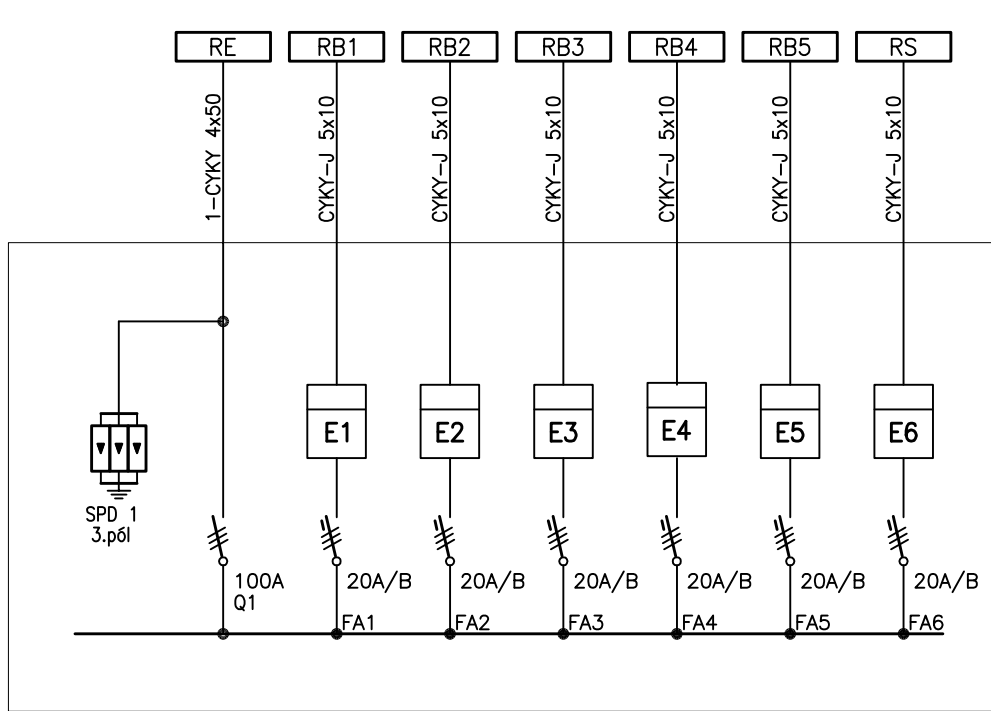 RE
RB1
RB2
RB3
RB4
RB5
RS
1-CYKY 4x50
CYKY-J 5x10
CYKY-J 5x10
CYKY-J 5x10
CYKY-J 5x10
CYKY-J 5x10
CYKY-J 5x10
E1
E2
E3
E4
E5
E6
SPD 1
3.pól
100A
Q1
20A/B
20A/B
20A/B
20A/B
20A/B
20A/B
FA1
FA2
FA3
FA4
FA5
FA6